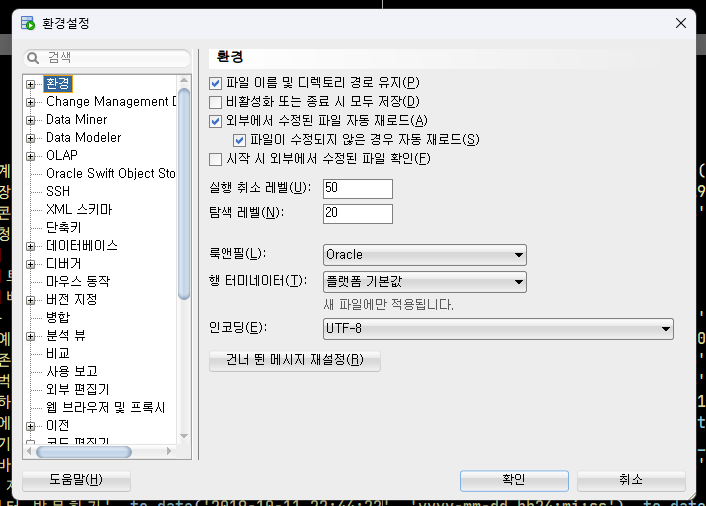 환경설정
검색
환경
Change Management D
Data Miner
Data Modeler
OLAP
Oracle Swift Object Sto
SSH
XML 스키마
단축키
데이터베이스
디버거
마우스 동작
버전 지정
병합
분석 뷰
비교
사용 보고
외부 편집기
웹 브라우저 및 프록시
이전
코드 편집기
환경
파일 이름 및 디렉토리 경로 유지(P)
비활성화 또는 종료 시 모두 저장(D)
외부에서 수정된 파일 자동 재로드(A)
파일이 수정되지 않은 경우 자동 재로드(S)
시작 시 외부에서 수정된 파일 확인(F)
실행 취소 레벨(U): 50
탐색 레벨(N): 20
룩앤필(L): Oracle
행 터미네이터(T): 플랫폼 기본값
새 파일에만 적용됩니다.
인코딩(E): UTF-8
건너 뛴 메시지 재설정(R)
도움말(H)
확인
취소